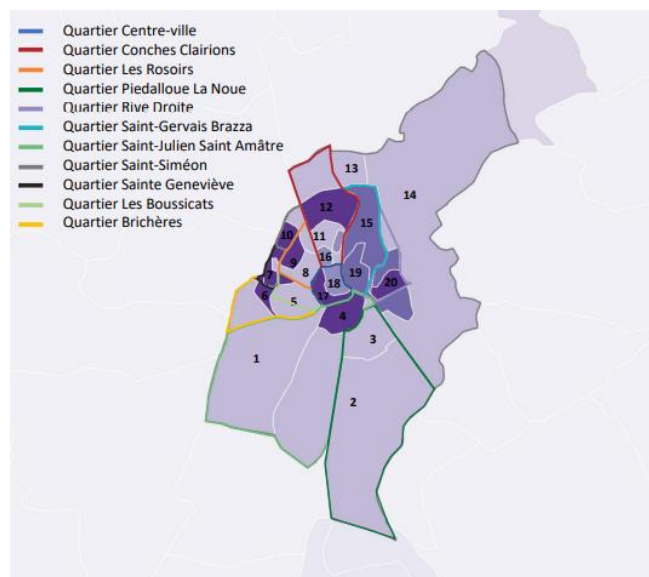 Quartier Centre-ville
Quartier Conches Clairions
Quartier Les Rosoirs
Quartier Piedalloue La Noue
Quartier Rive Droite
Quartier Saint-Gervais Brazza
Quartier Saint-Julien Saint Amâtre
Quartier Saint-Siméon
Quartier Sainte Geneviève
Quartier Les Boussicats
Quartier Brichères
13
14
12
15
10
11
16
9
8
19
7
18
20
6
5
17
4
3
1
2